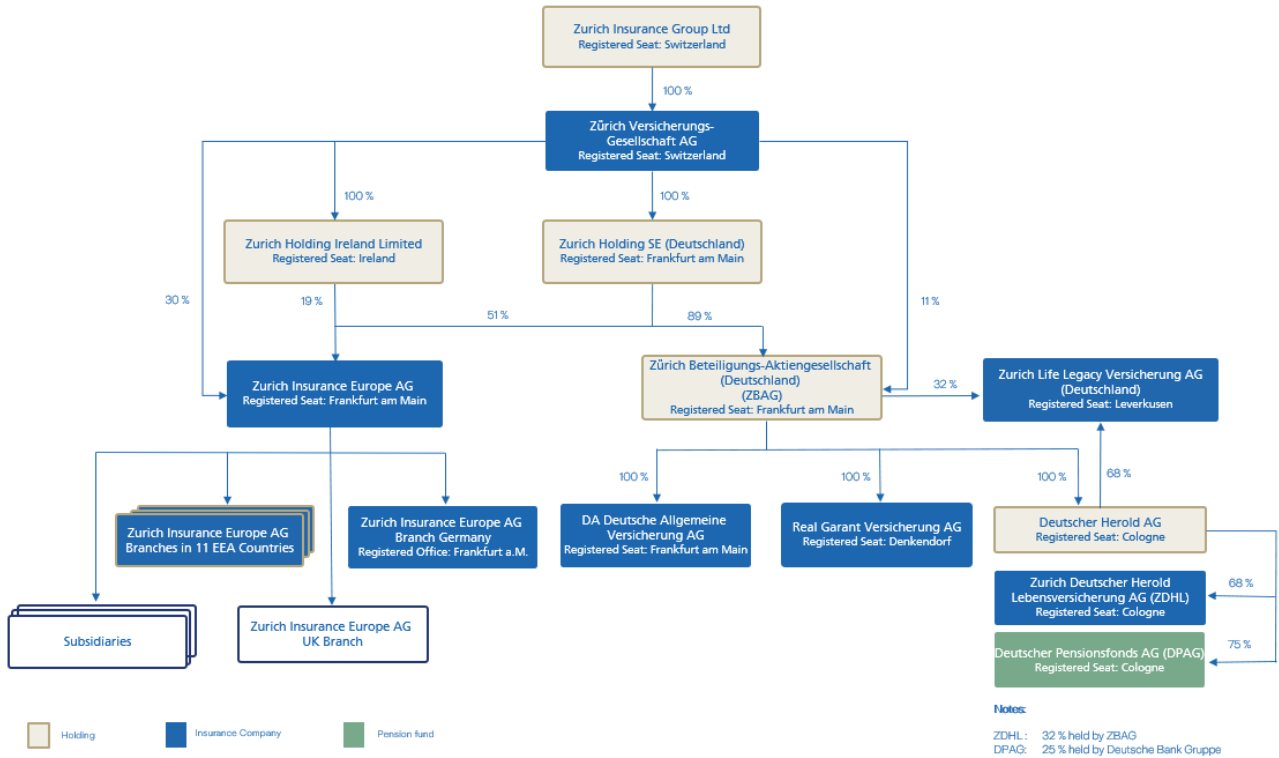 Zurich Insurance Group Ltd
Registered Seat: Switzerland
100 %
Zürich Versicherungs-
Gesellschaft AG
Registered Seat: Switzerland
100 %
100 %
Zurich Holding Ireland Limited
Registered Seat: Ireland
Zurich Holding SE (Deutschland)
Registered Seat: Frankfurt am Main
30 %
19 %
51 %
89 %
11 %
Zurich Insurance Europe AG
Registered Seat: Frankfurt am Main
Zürich Beteiligungs-Aktiengesellschaft
(Deutschland)
(ZBAG)
Registered Seat: Frankfurt am Main
32 %
Zurich Life Legacy Versicherung AG
(Deutschland)
Registered Seat: Leverkusen
100 %
100 %
100 %
68 %
Zurich Insurance Europe AG
Branches in 11 EEA Countries
Zurich Insurance Europe AG
Branch Germany
Registered Office: Frankfurt a.M.
DA Deutsche Allgemeine
Versicherung AG
Registered Seat: Frankfurt am Main
Real Garant Versicherung AG
Registered Seat: Denkendorf
Deutscher Herold AG
Registered Seat: Cologne
Zurich Deutscher Herold
Lebensversicherung AG (ZDHL)
Registered Seat: Cologne
68 %
Subsidiaries
Zurich Insurance Europe AG
UK Branch
Deutscher Pensionsfonds AG (DPAG)
Registered Seat: Cologne
75 %
Holding
Insurance Company
Pension fund
Notes:
ZDHL: 32 % held by ZBAG
DPAG: 25 % held by Deutsche Bank Gruppe